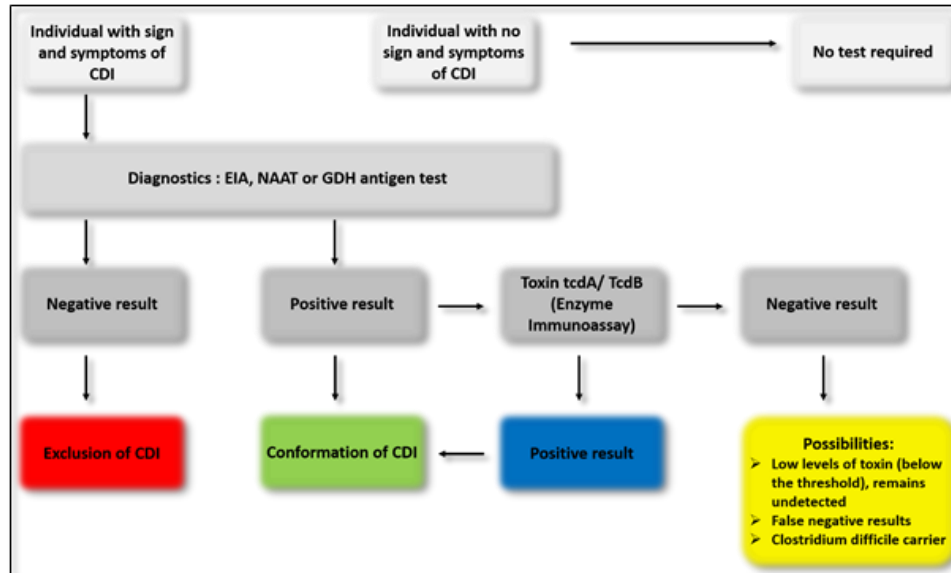 Individual with sign
and symptoms of
CDI
Individual with no
sign and symptoms
of CDI
No test required
Diagnostics : EIA, NAAT or GDH antigen test
Negative result
Positive result
Toxin tcdA/ TcdB
(Enzyme
Immunoassay)
Negative result
Exclusion of CDI
Conformation of CDI
Positive result
Possibilities:
➢ Low levels of toxin (below
the threshold), remains
undetected
➢ False negative results
➢ Clostridium difficile carrier